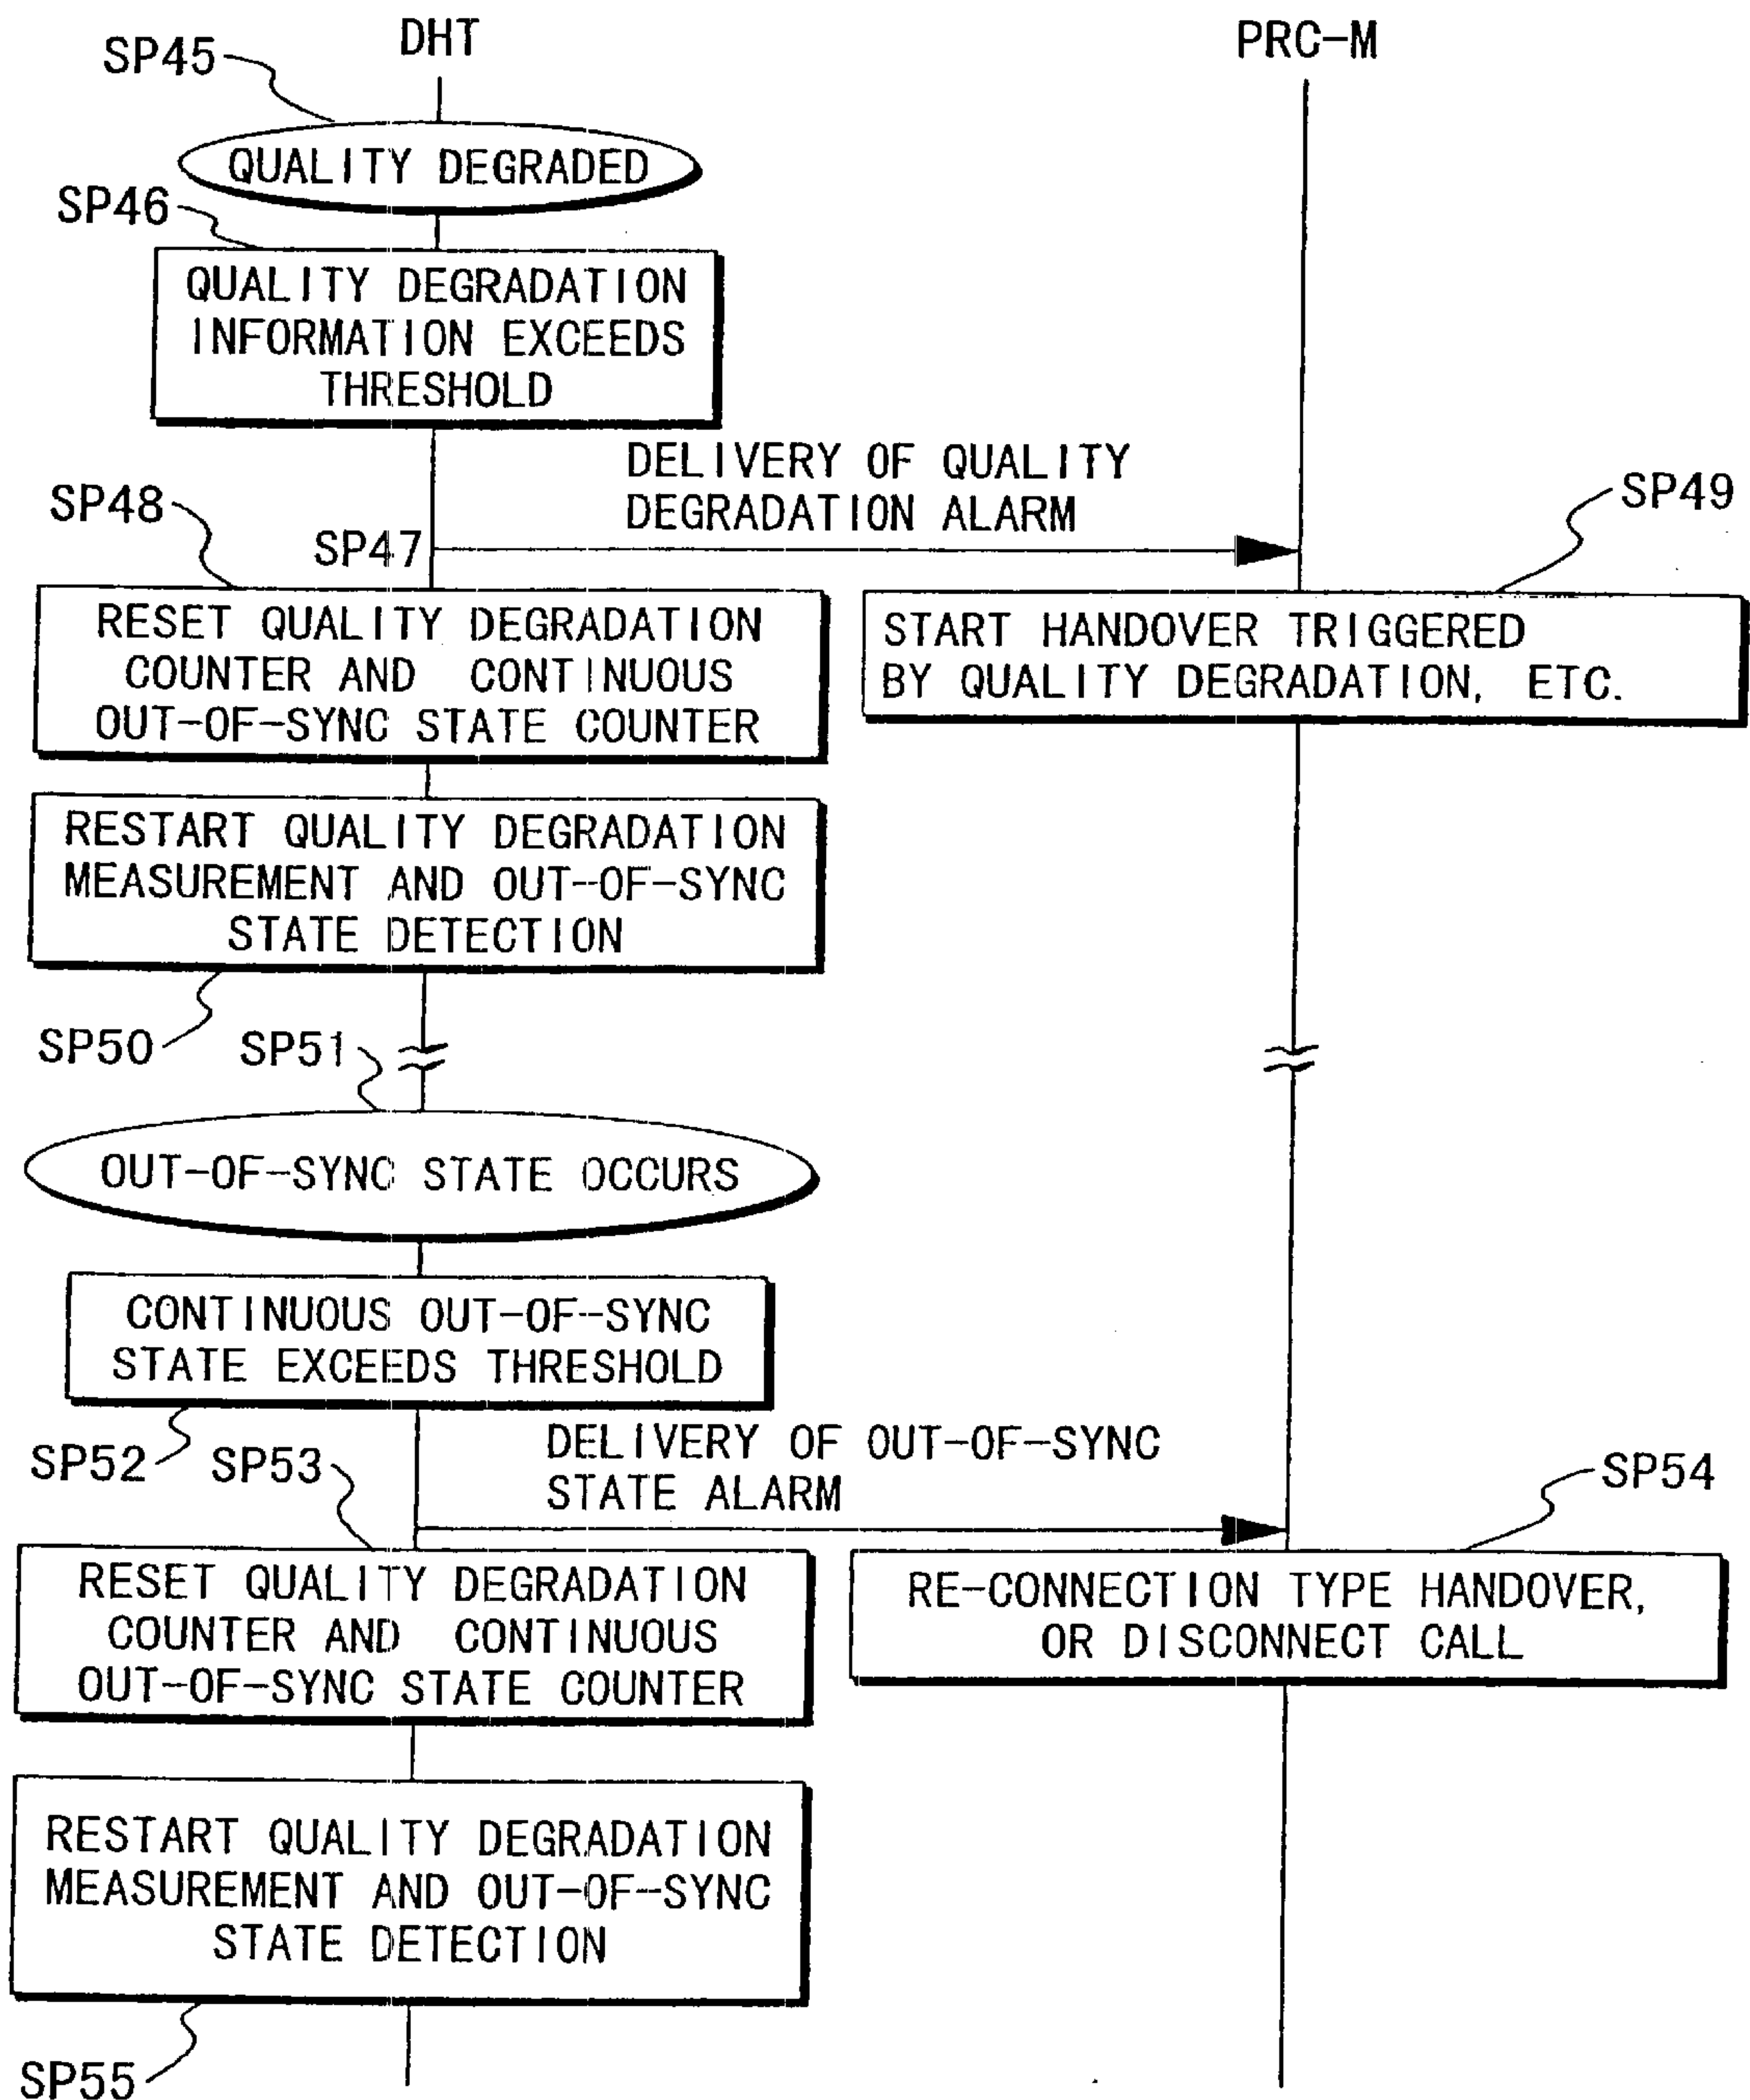 DHT
PRC-M
SP45
QUALITY DEGRADED
SP46
QUALITY DEGRADATION
INFORMATION EXCEEDS
THRESHOLD
DELIVERY OF QUALITY
DEGRADATION ALARM
SP48
SP47
SP49
RESET QUALITY DEGRADATION
COUNTER AND CONTINUOUS
OUT-OF-SYNC STATE COUNTER
START HANDOVER TRIGGERED
BY QUALITY DEGRADATION, ETC.
RESTART QUALITY DEGRADATION
MEASUREMENT AND OUT-OF-SYNC
STATE DETECTION
SP50
SP51
OUT-OF-SYNC STATE OCCURS
CONTINUOUS OUT-OF-SYNC
STATE EXCEEDS THRESHOLD
SP52
SP53
DELIVERY OF OUT-OF-SYNC
STATE ALARM
SP54
RESET QUALITY DEGRADATION
COUNTER AND CONTINUOUS
OUT-OF-SYNC STATE COUNTER
RE-CONNECTION TYPE HANDOVER,
OR DISCONNECT CALL
RESTART QUALITY DEGRADATION
MEASUREMENT AND OUT-OF-SYNC
STATE DETECTION
SP55